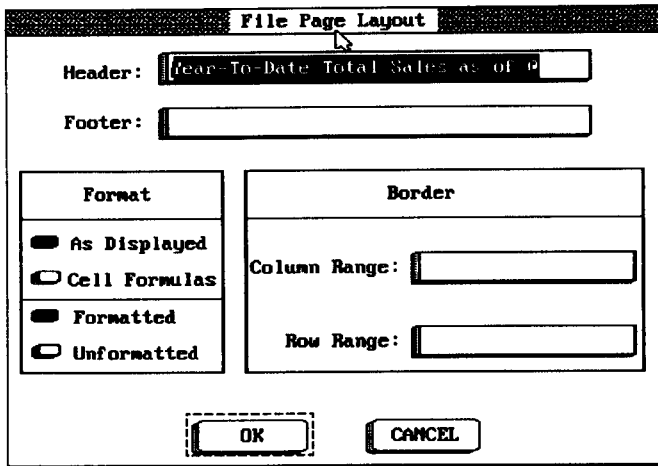 File Page Layout
Header: Year-To-Date Total Sales as of
Footer:
Format
As Displayed
Cell Formulas
Formatted
Unformatted
Border
Column Range:
Row Range:
OK
CANCEL